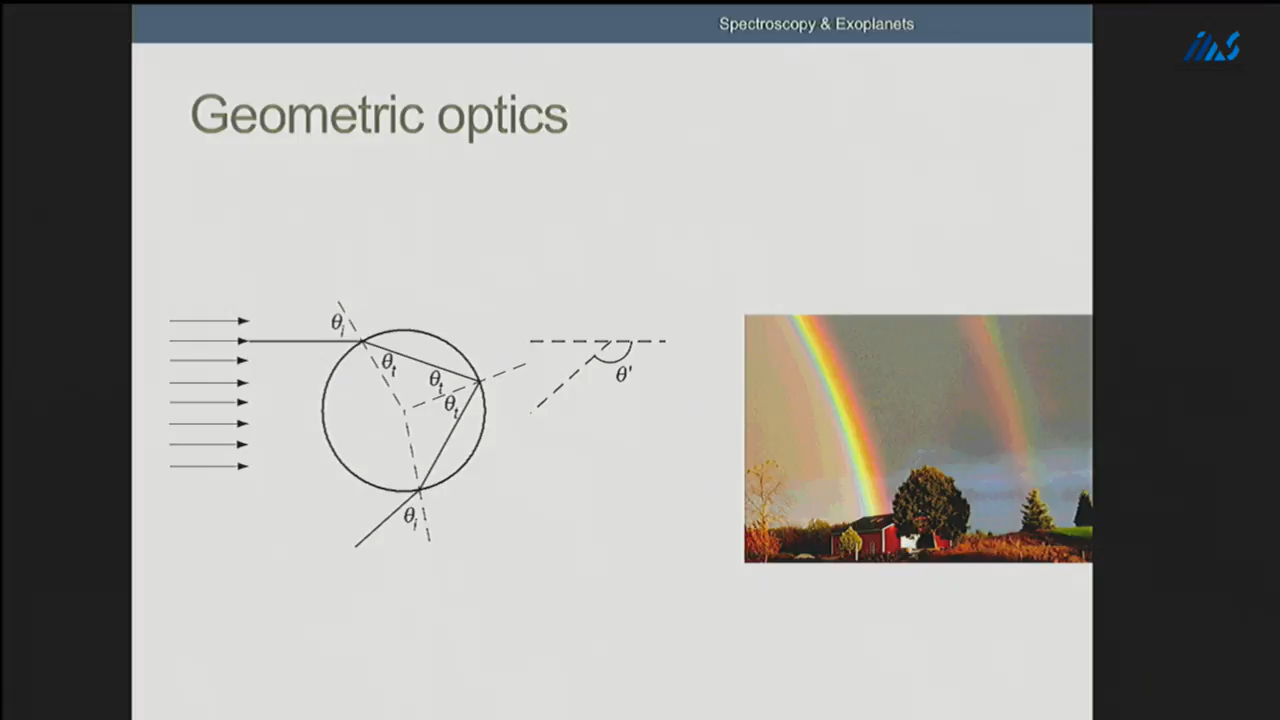 Spectroscopy & Exoplanets
Geometric optics
θi
θt
θt
θt
θi
θ'